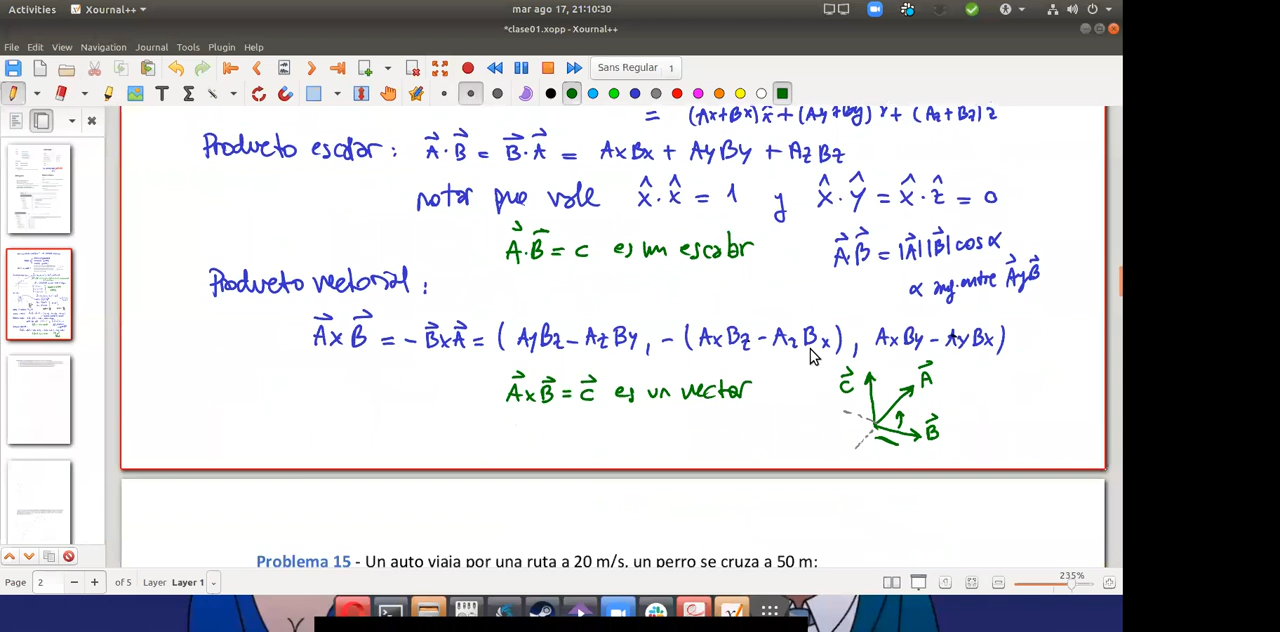 Activities Xournal++ mar ago 17, 21:10:30
*clase01.xopp - Xournal++
File Edit View Navigation Journal Tools Plugin Help
Sans Regular 1
= (Ax+Bx)x̂ + (Ay+By)ŷ + (Az+Bz)ẑ
Producto escalar: A⃗·B⃗ = B⃗·A⃗ = AxBx + AyBy + AzBz
notar que vale x̂·x̂ = 1 y x̂·ŷ = x̂·ẑ = 0
A⃗·B⃗ = c es un escalar
A⃗·B⃗ = |A⃗||B⃗| cos α
α ang. entre A⃗ y B⃗
Producto vectorial:
A⃗×B⃗ = - B⃗×A⃗ = ( AyBz - AzBy, - (AxBz - AzBx), AxBy - AyBx)
A⃗×B⃗ = C⃗ es un vector
C⃗ A⃗
B⃗
Problema 15 - Un auto viaja por una ruta a 20 m/s, un perro se cruza a 50 m:
Page 2 of 5 Layer Layer 1 235%